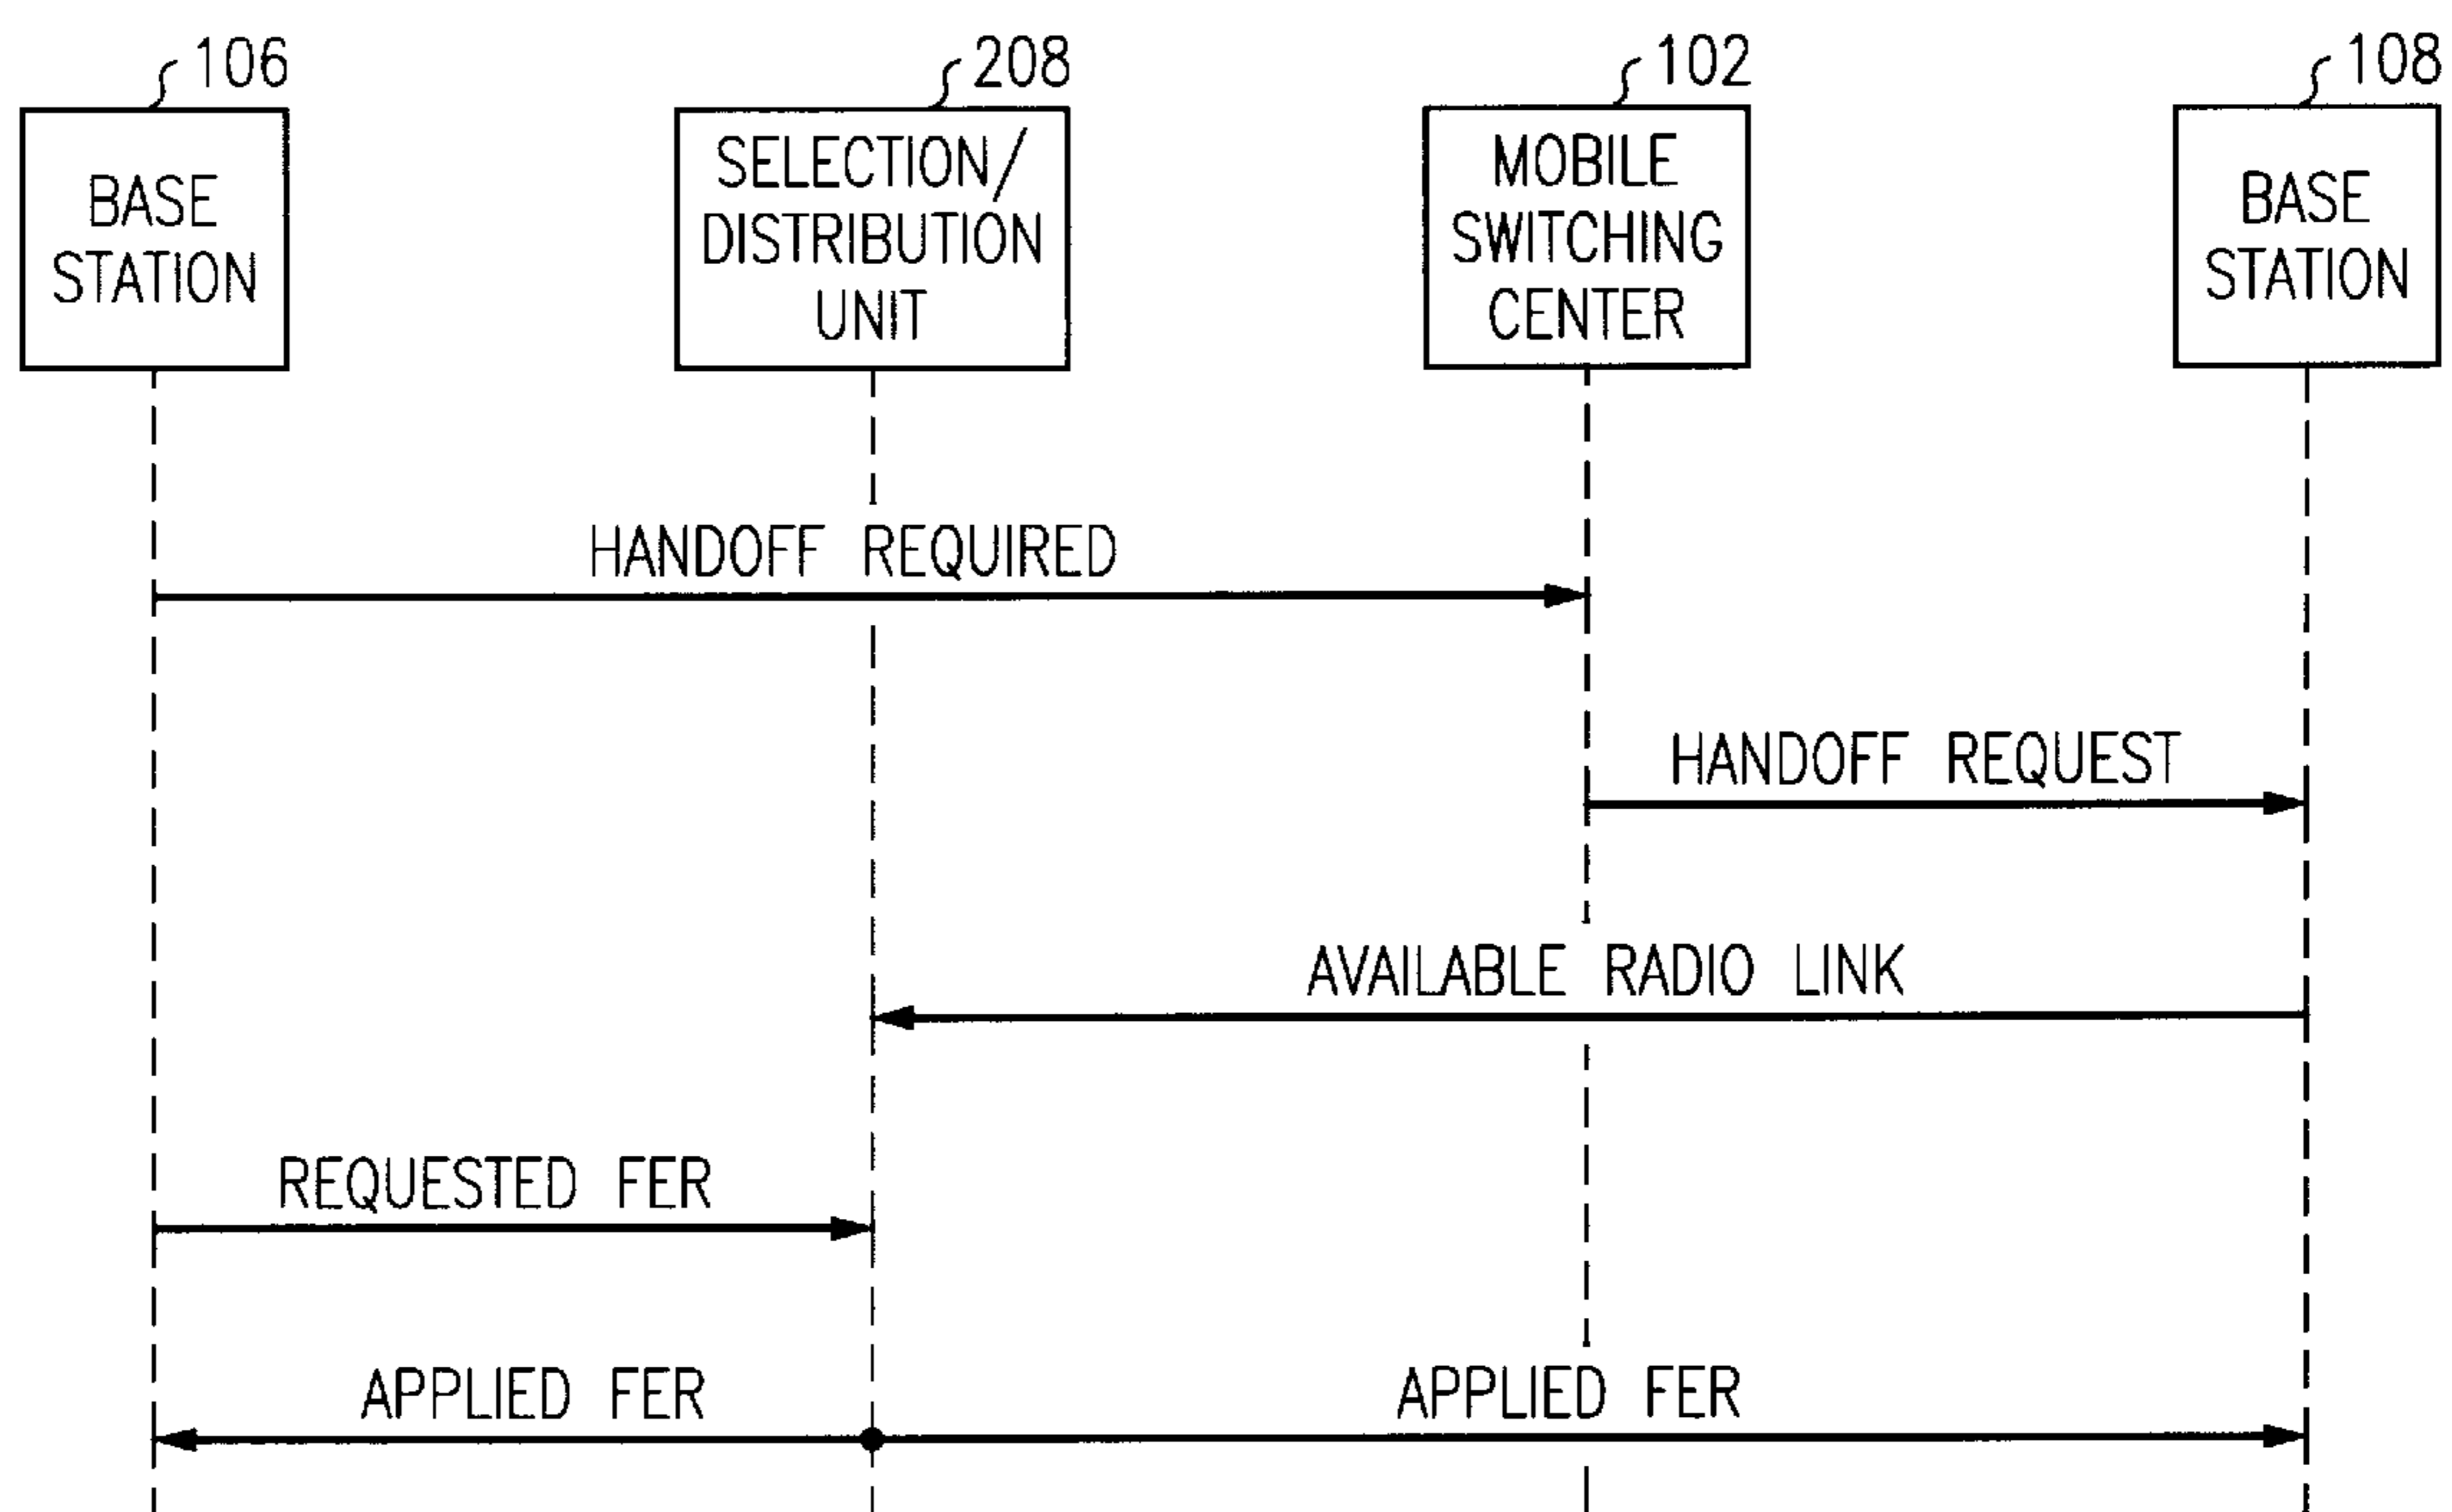 106
208
102
108
BASE
STATION
SELECTION/
DISTRIBUTION
UNIT
MOBILE
SWITCHING
CENTER
BASE
STATION
HANDOFF REQUIRED
HANDOFF REQUEST
AVAILABLE RADIO LINK
REQUESTED FER
APPLIED FER
APPLIED FER